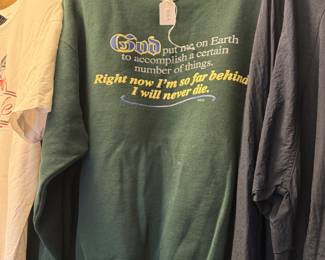 God put me on Earth
to accomplish a certain
number of things.
Right now I'm so far behind
I will never die.